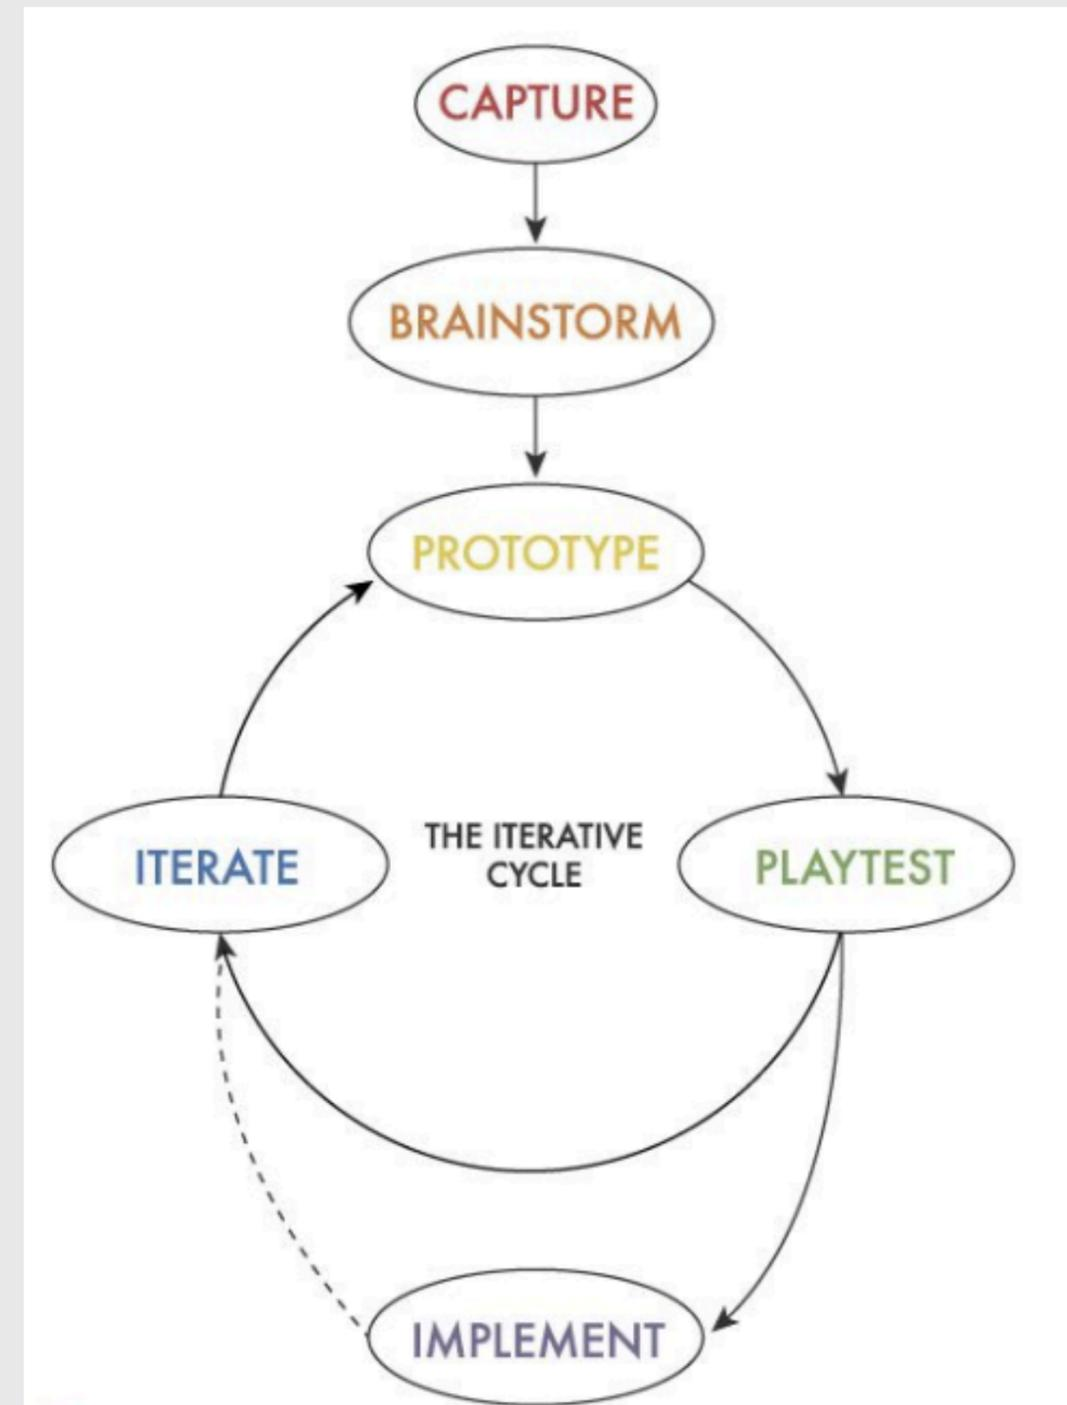 CAPTURE
BRAINSTORM
PROTOTYPE
ITERATE
THE ITERATIVE
CYCLE
PLAYTEST
IMPLEMENT